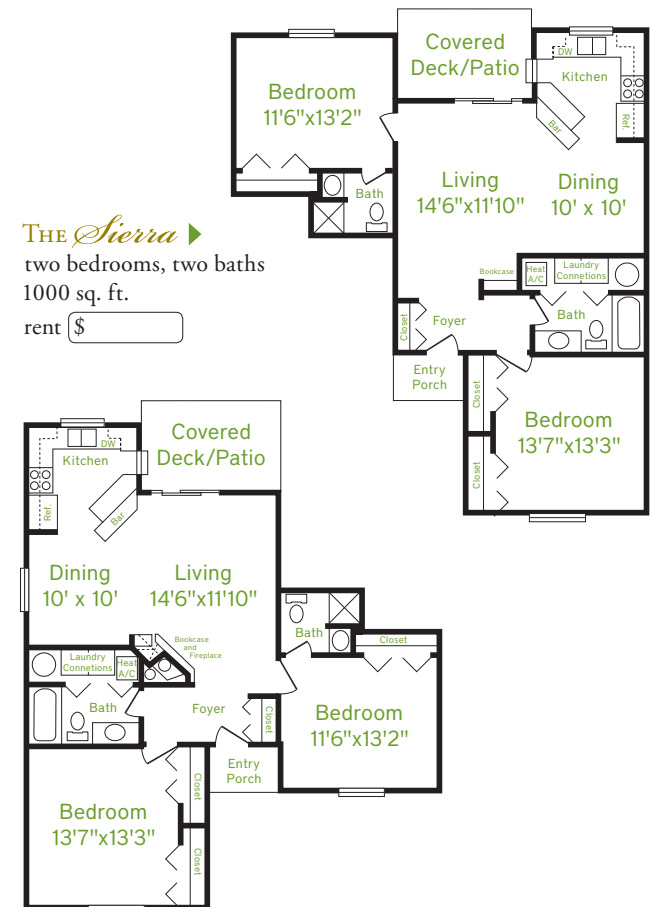 Covered
Deck/Patio
DW
Kitchen
Bedroom
11'6"x13'2"
Ref.
Bar
Bath
Living
14'6"x11'10"
Dining
10' x 10'
THE Sierra
two bedrooms, two baths
1000 sq. ft.
rent $
Bookcase
Heat
A/C
Laundry
Connetions
Closet
Foyer
Bath
Entry
Porch
Closet
Bedroom
13'7"x13'3"
Closet
Covered
Deck/Patio
DW
Kitchen
Ref.
Bar
Dining
10' x 10'
Living
14'6"x11'10"
Bath
Bookcase
and
Fireplace
Closet
Laundry
Connetions
Heat
A/C
Bath
Foyer
Closet
Bedroom
11'6"x13'2"
Entry
Porch
Closet
Bedroom
13'7"x13'3"
Closet